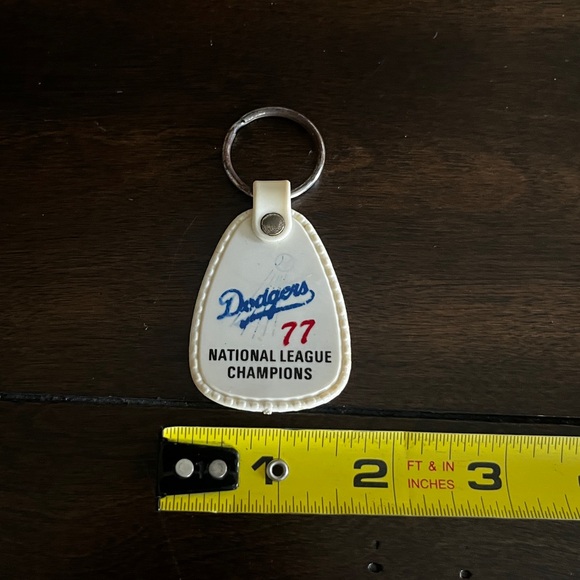 Dodgers
77
NATIONAL LEAGUE
CHAMPIONS
1 2 FT & IN 3
INCHES